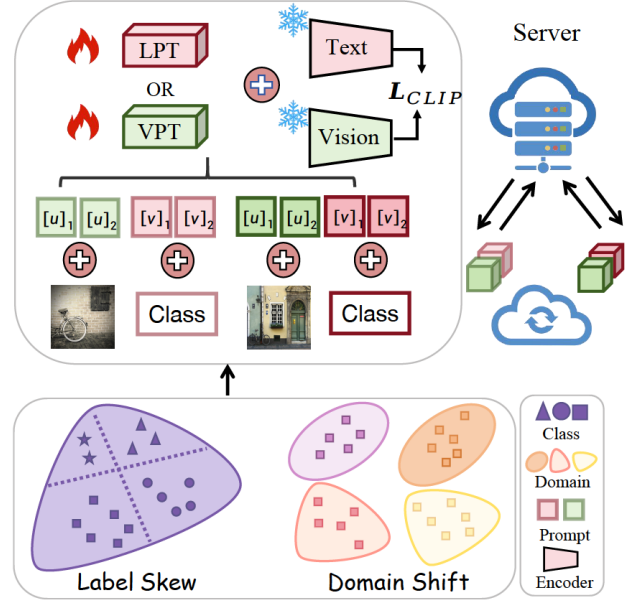 LPT
OR
VPT
Text
Vision
L_CLIP
Server
[u]₁ [u]₂ [v]₁ [v]₂ [u]₁ [u]₂ [v]₁ [v]₂
Class
Class
Label Skew
Domain Shift
Class
Domain
Prompt
Encoder